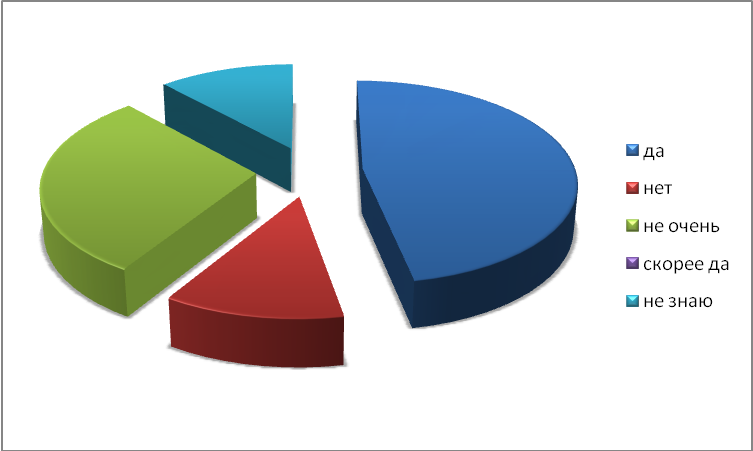 да
нет
не очень
скорее да
не знаю